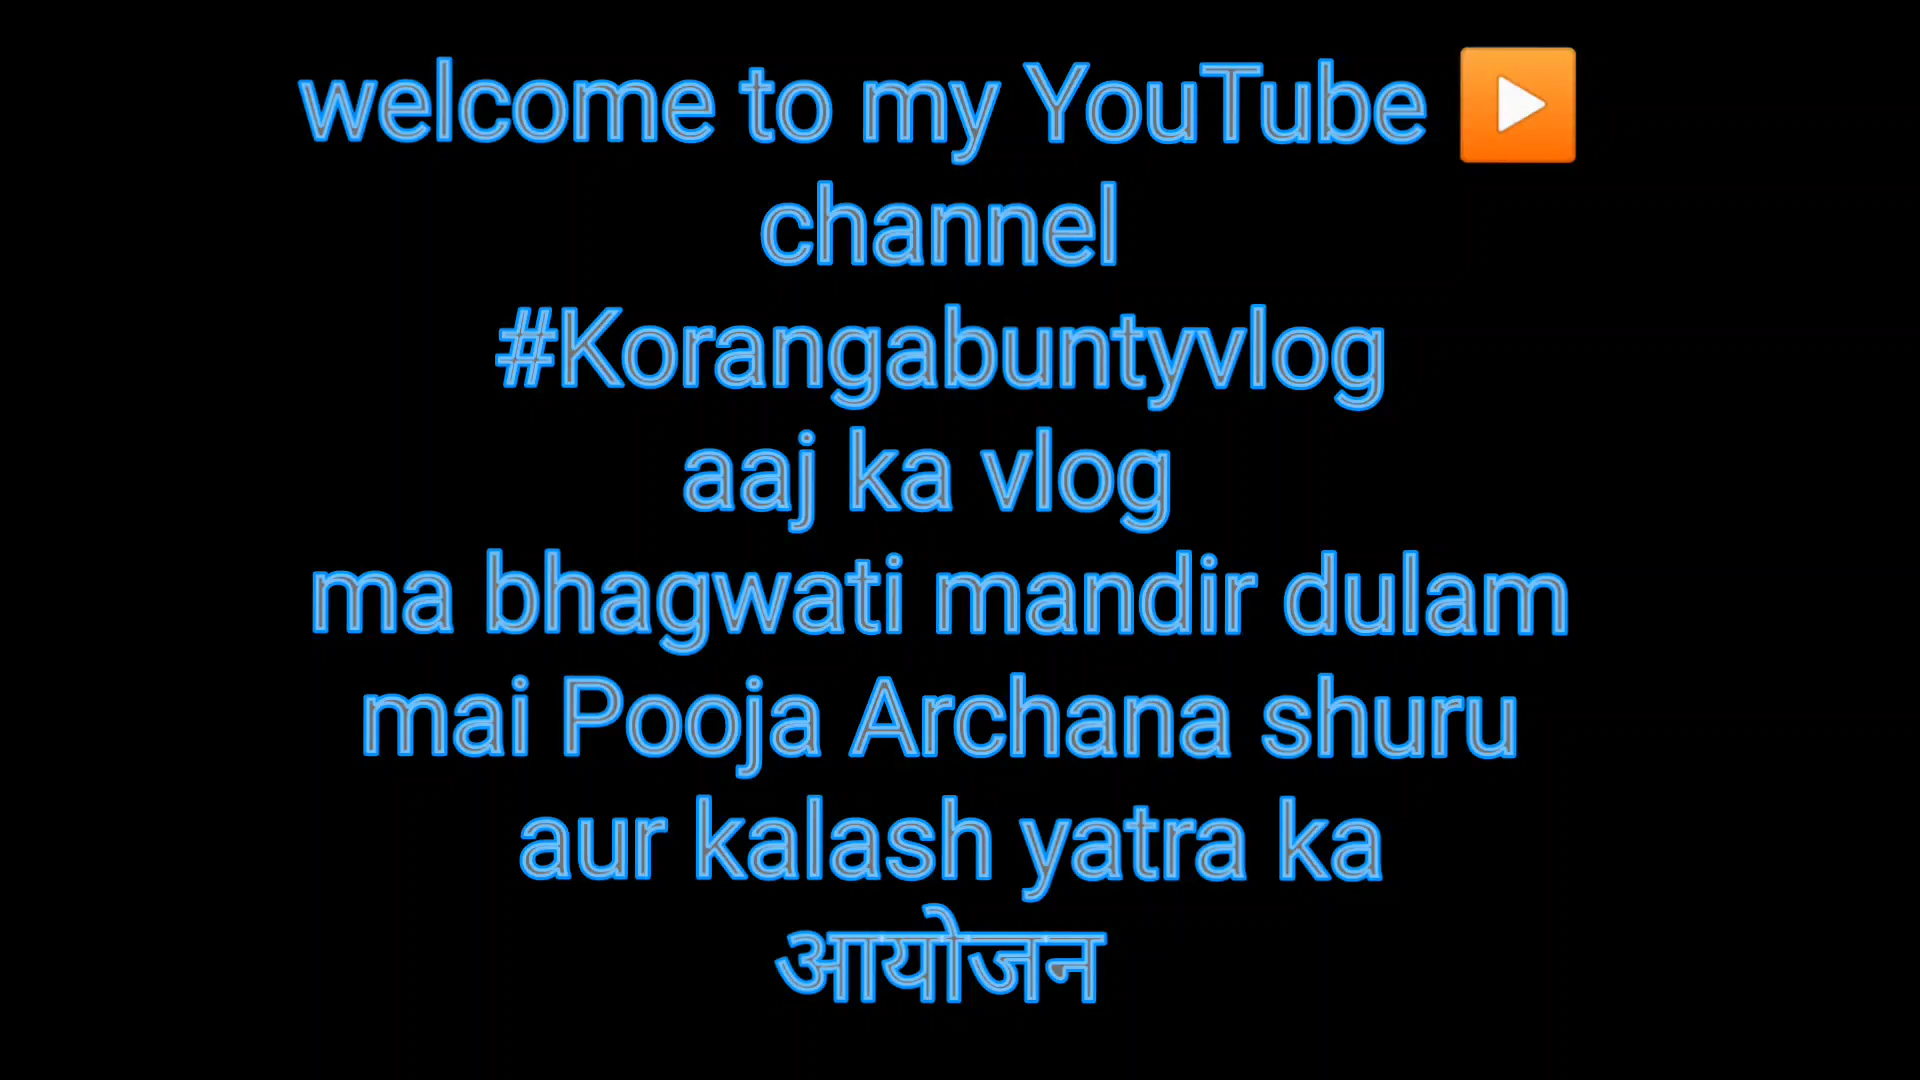 welcome to my YouTube ▶️
channel
#Korangabuntyvlog
aaj ka vlog
ma bhagwati mandir dulam
mai Pooja Archana shuru
aur kalash yatra ka
आयोजन